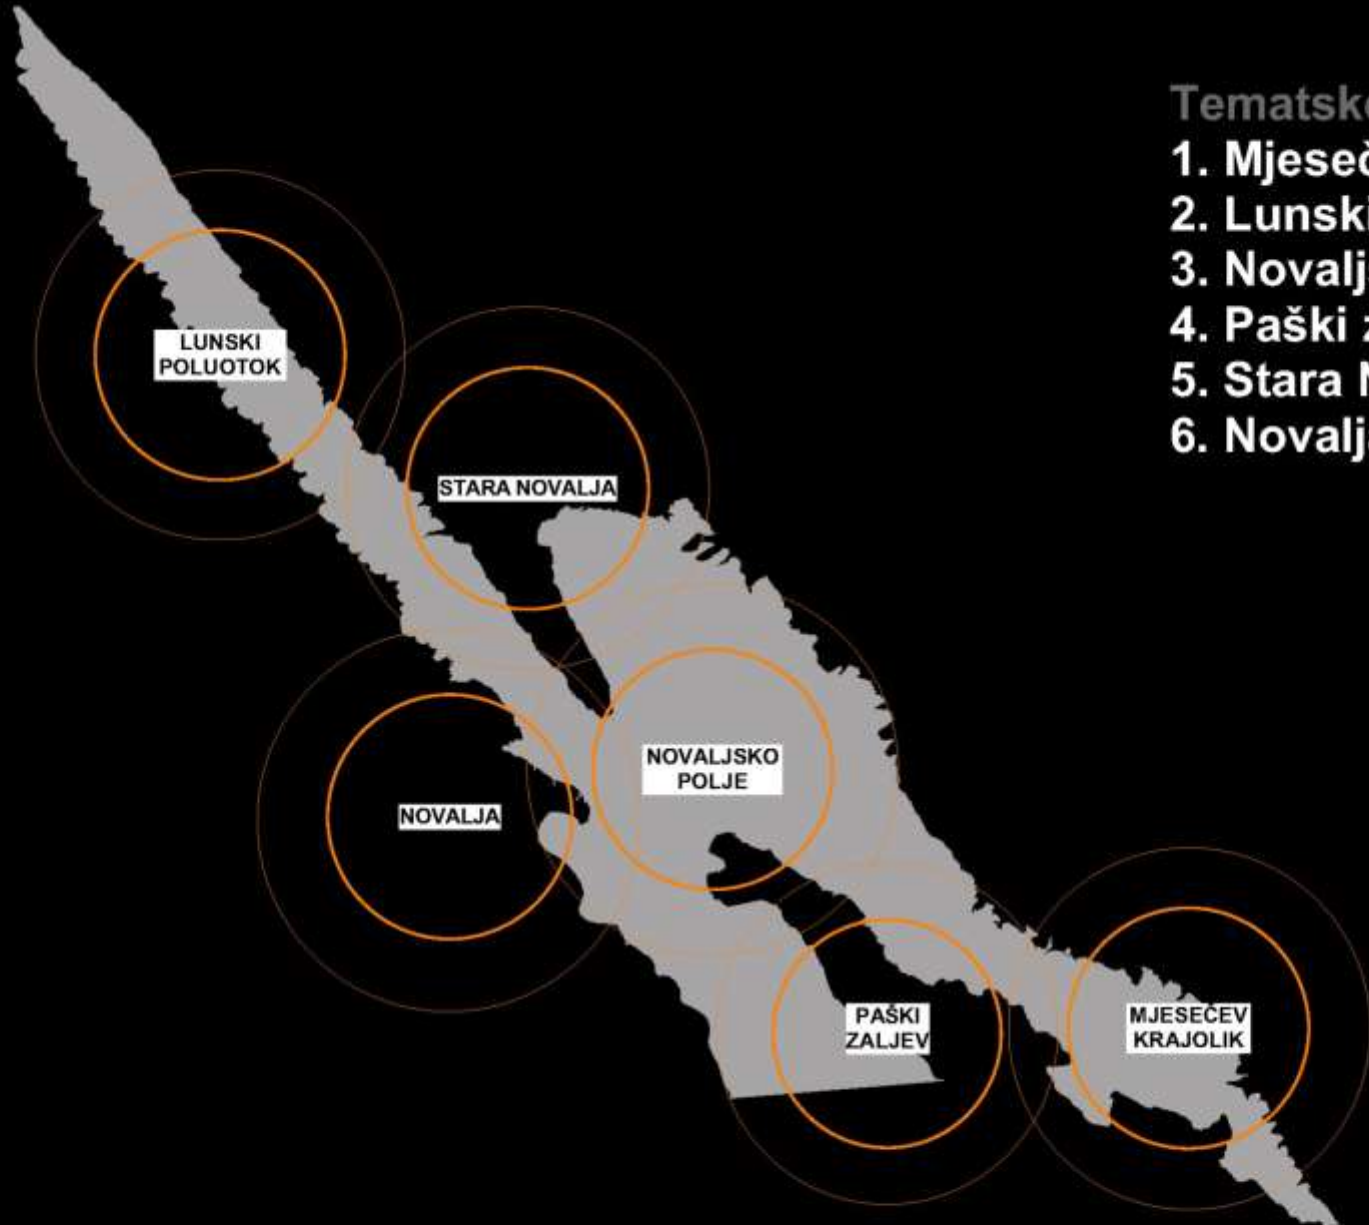 Tematsk
1. Mjeseč
2. Lunski
3. Novalj
4. Paški
5. Stara
6. Novalj
LUNSKI
POLUOTOK
STARA NOVALJA
NOVALJSKO
POLJE
NOVALJA
PAŠKI
ZALJEV
MJESEČEV
KRAJOLIK